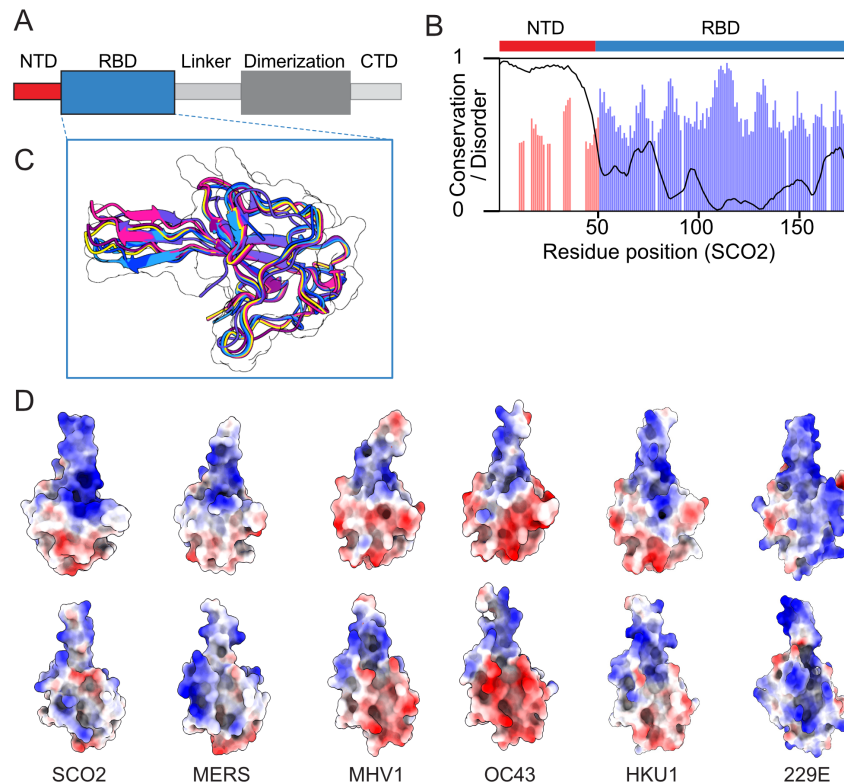 A
NTD RBD Linker Dimerization CTD
B
NTD RBD
1
0
Conservation
/ Disorder
50 100 150
Residue position (SCO2)
C
D
SCO2 MERS MHV1 OC43 HKU1 229E